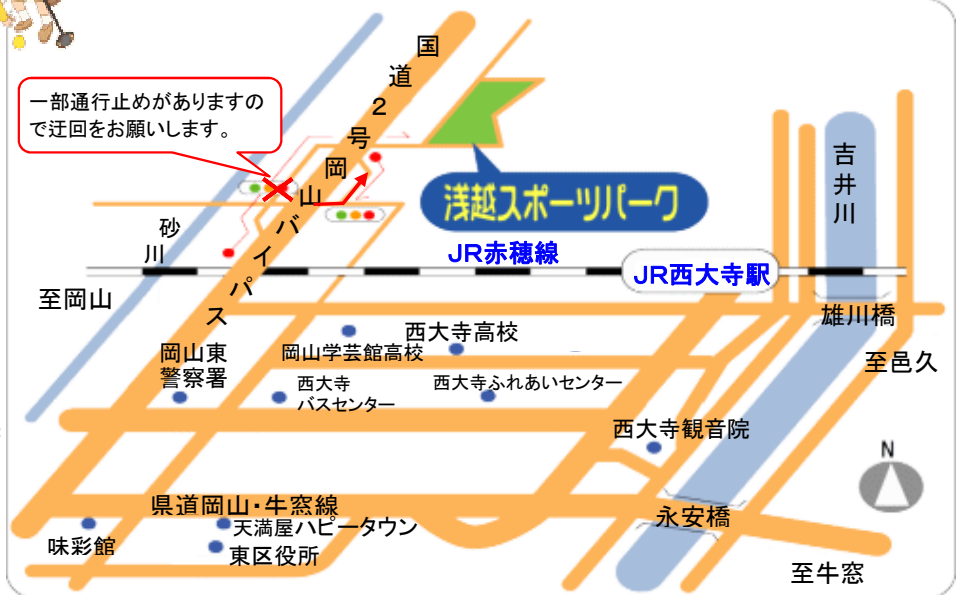 国道２号岡山バイパス
一部通行止めがありますの
で迂回をお願いします。
浅越スポーツパーク
吉井川
砂川
JR赤穂線
JR西大寺駅
至岡山
雄川橋
西大寺高校
岡山学芸館高校
岡山東
警察署
至邑久
西大寺
バスセンター
西大寺ふれあいセンター
西大寺観音院
N
県道岡山・牛窓線
天満屋ハピータウン
永安橋
味彩館
東区役所
至牛窓